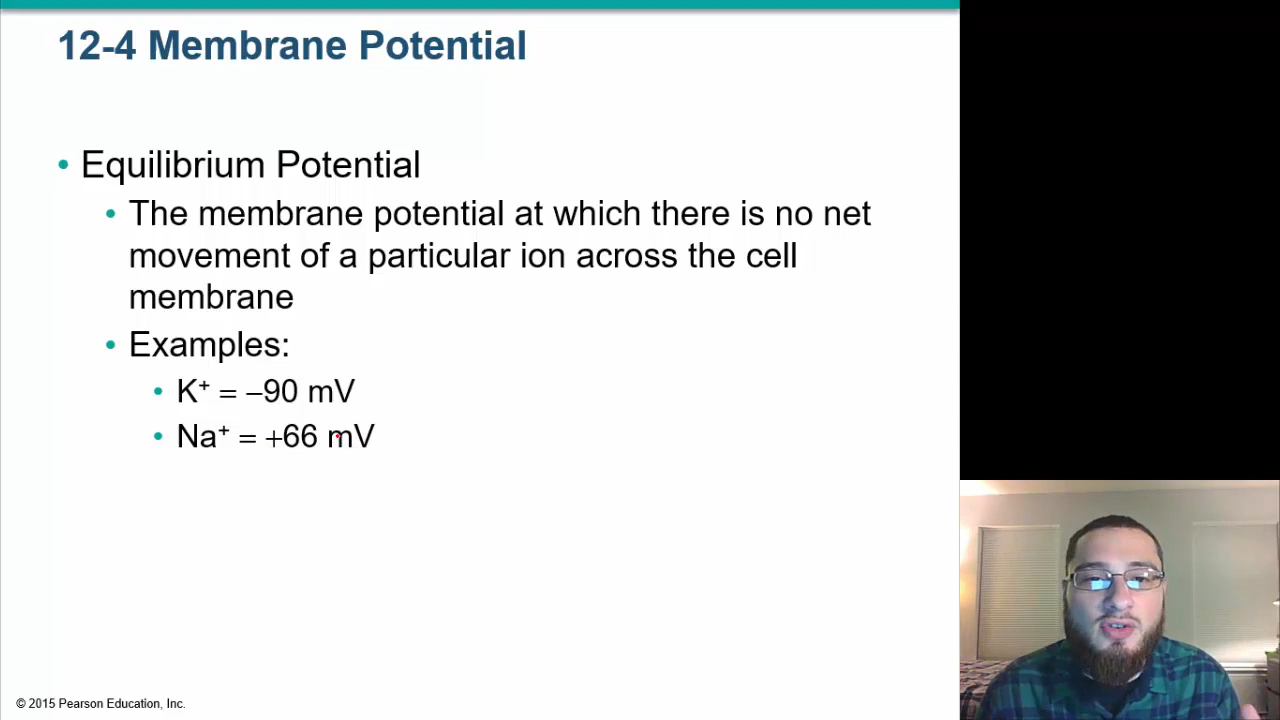 12-4 Membrane Potential
• Equilibrium Potential
• The membrane potential at which there is no net
movement of a particular ion across the cell
membrane
• Examples:
• K⁺ = –90 mV
• Na⁺ = +66 mV
© 2015 Pearson Education, Inc.